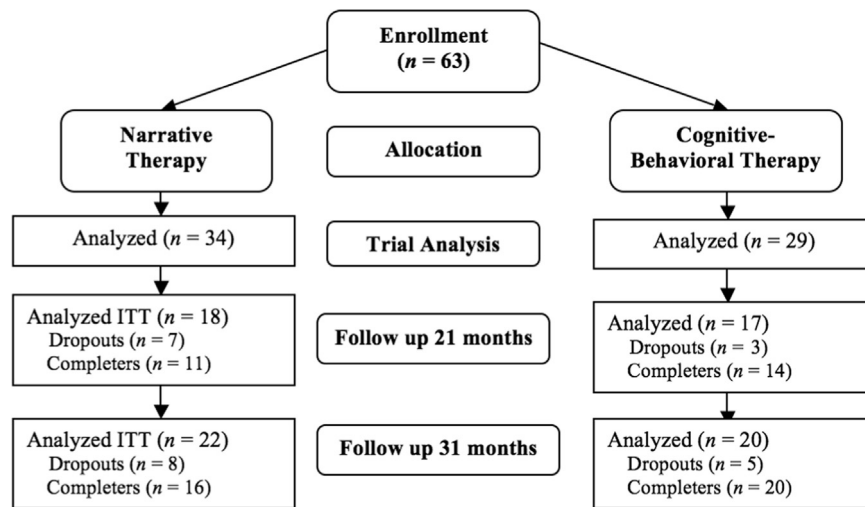 Enrollment
(n = 63)
Narrative
Therapy
Allocation
Cognitive-
Behavioral Therapy
Analyzed (n = 34)
Trial Analysis
Analyzed (n = 29)
Analyzed ITT (n = 18)
Dropouts (n = 7)
Completers (n = 11)
Follow up 21 months
Analyzed (n = 17)
Dropouts (n = 3)
Completers (n = 14)
Analyzed ITT (n = 22)
Dropouts (n = 8)
Completers (n = 16)
Follow up 31 months
Analyzed (n = 20)
Dropouts (n = 5)
Completers (n = 20)